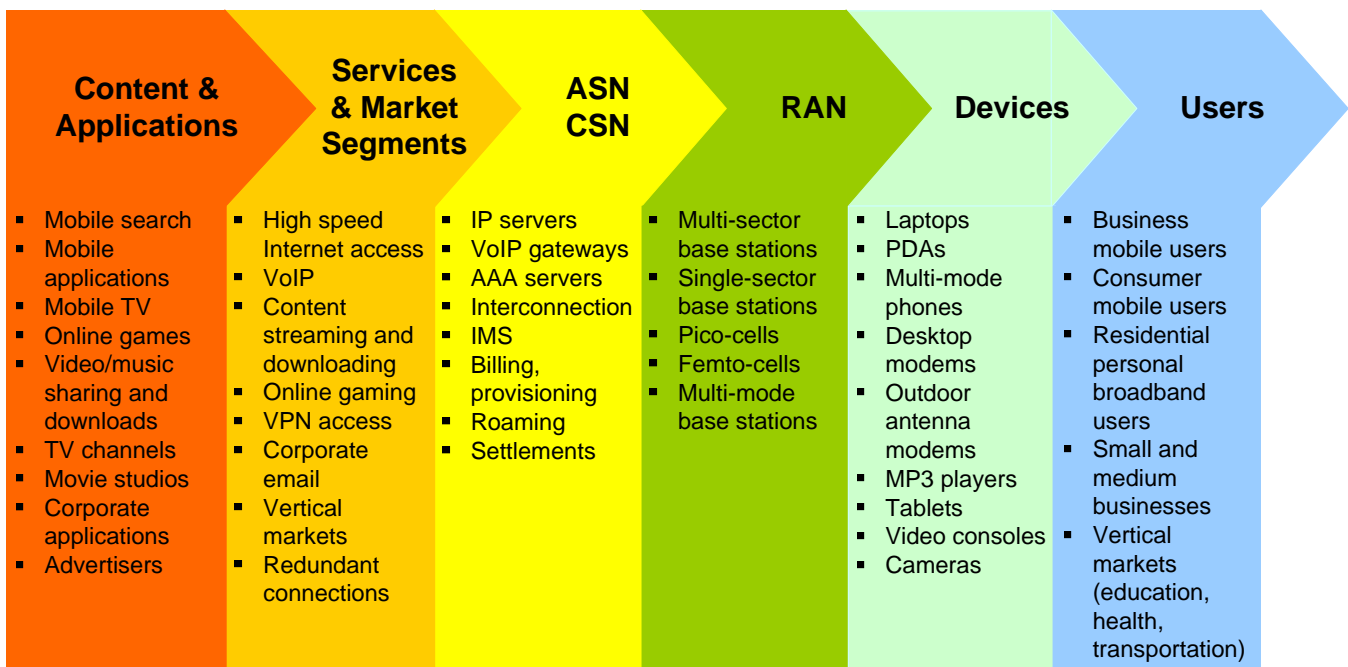 Content &
Applications
Services
& Market
Segments
ASN
CSN
RAN
Devices
Users
▪ Mobile search
▪ Mobile
applications
▪ Mobile TV
▪ Online games
▪ Video/music
sharing and
downloads
▪ TV channels
▪ Movie studios
▪ Corporate
applications
▪ Advertisers
▪ High speed
Internet access
▪ VoIP
▪ Content
streaming and
downloading
▪ Online gaming
▪ VPN access
▪ Corporate
email
▪ Vertical
markets
▪ Redundant
connections
▪ IP servers
▪ VoIP gateways
▪ AAA servers
▪ Interconnection
▪ IMS
▪ Billing,
provisioning
▪ Roaming
▪ Settlements
▪ Multi-sector
base stations
▪ Single-sector
base stations
▪ Pico-cells
▪ Femto-cells
▪ Multi-mode
base stations
▪ Laptops
▪ PDAs
▪ Multi-mode
phones
▪ Desktop
modems
▪ Outdoor
antenna
modems
▪ MP3 players
▪ Tablets
▪ Video consoles
▪ Cameras
▪ Business
mobile users
▪ Consumer
mobile users
▪ Residential
personal
broadband
users
▪ Small and
medium
businesses
▪ Vertical
markets
(education,
health,
transportation)